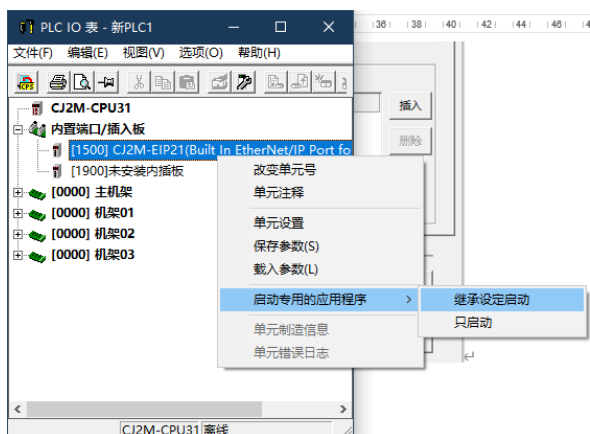 PLC IO 表 - 新PLC1
36 38 40 42 44 46 4
文件(F) 编辑(E) 视图(V) 选项(O) 帮助(H)
CPS
CJ2M-CPU31
内置端口/插入板
[1500] CJ2M-EIP21(Built In EtherNet/IP Port fo
[1900]未安装内插板
[0000] 主机架
[0000] 机架01
[0000] 机架02
[0000] 机架03
插入
删除
改变单元号
单元注释
单元设置
保存参数(S)
载入参数(L)
启动专用的应用程序 >
单元制造信息
单元错误日志
继承设定启动
只启动
CJ2M-CPU31 离线